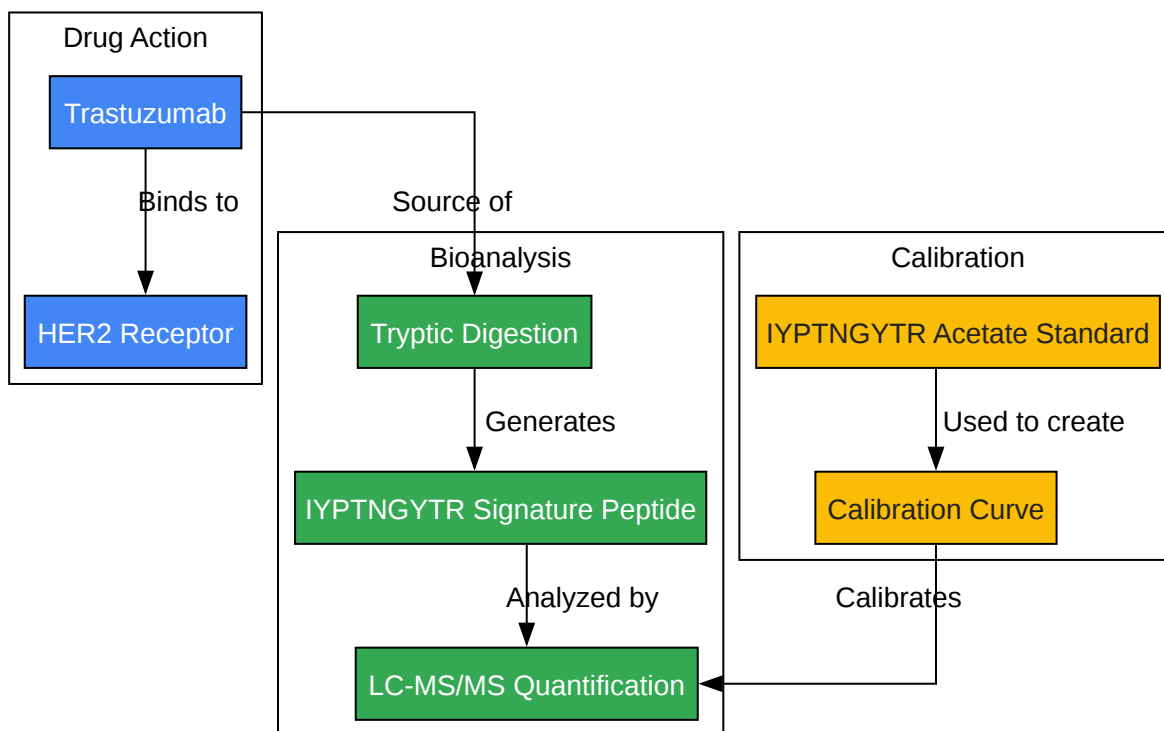 Drug Action
Trastuzumab
Binds to
HER2 Receptor
Source of
Bioanalysis
Tryptic Digestion
Generates
IYPTNGYTR Signature Peptide
Analyzed by
LC-MS/MS Quantification
Calibration
IYPTNGYTR Acetate Standard
Used to create
Calibration Curve
Calibrates